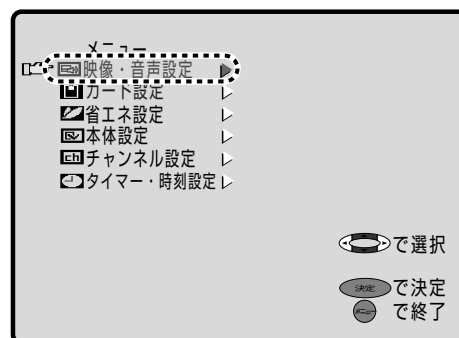 メニュー
映像・音声設定
カード設定
省エネ設定
本体設定
ch チャンネル設定
タイマー・時刻設定
で選択
決定 で決定
メニュー で終了